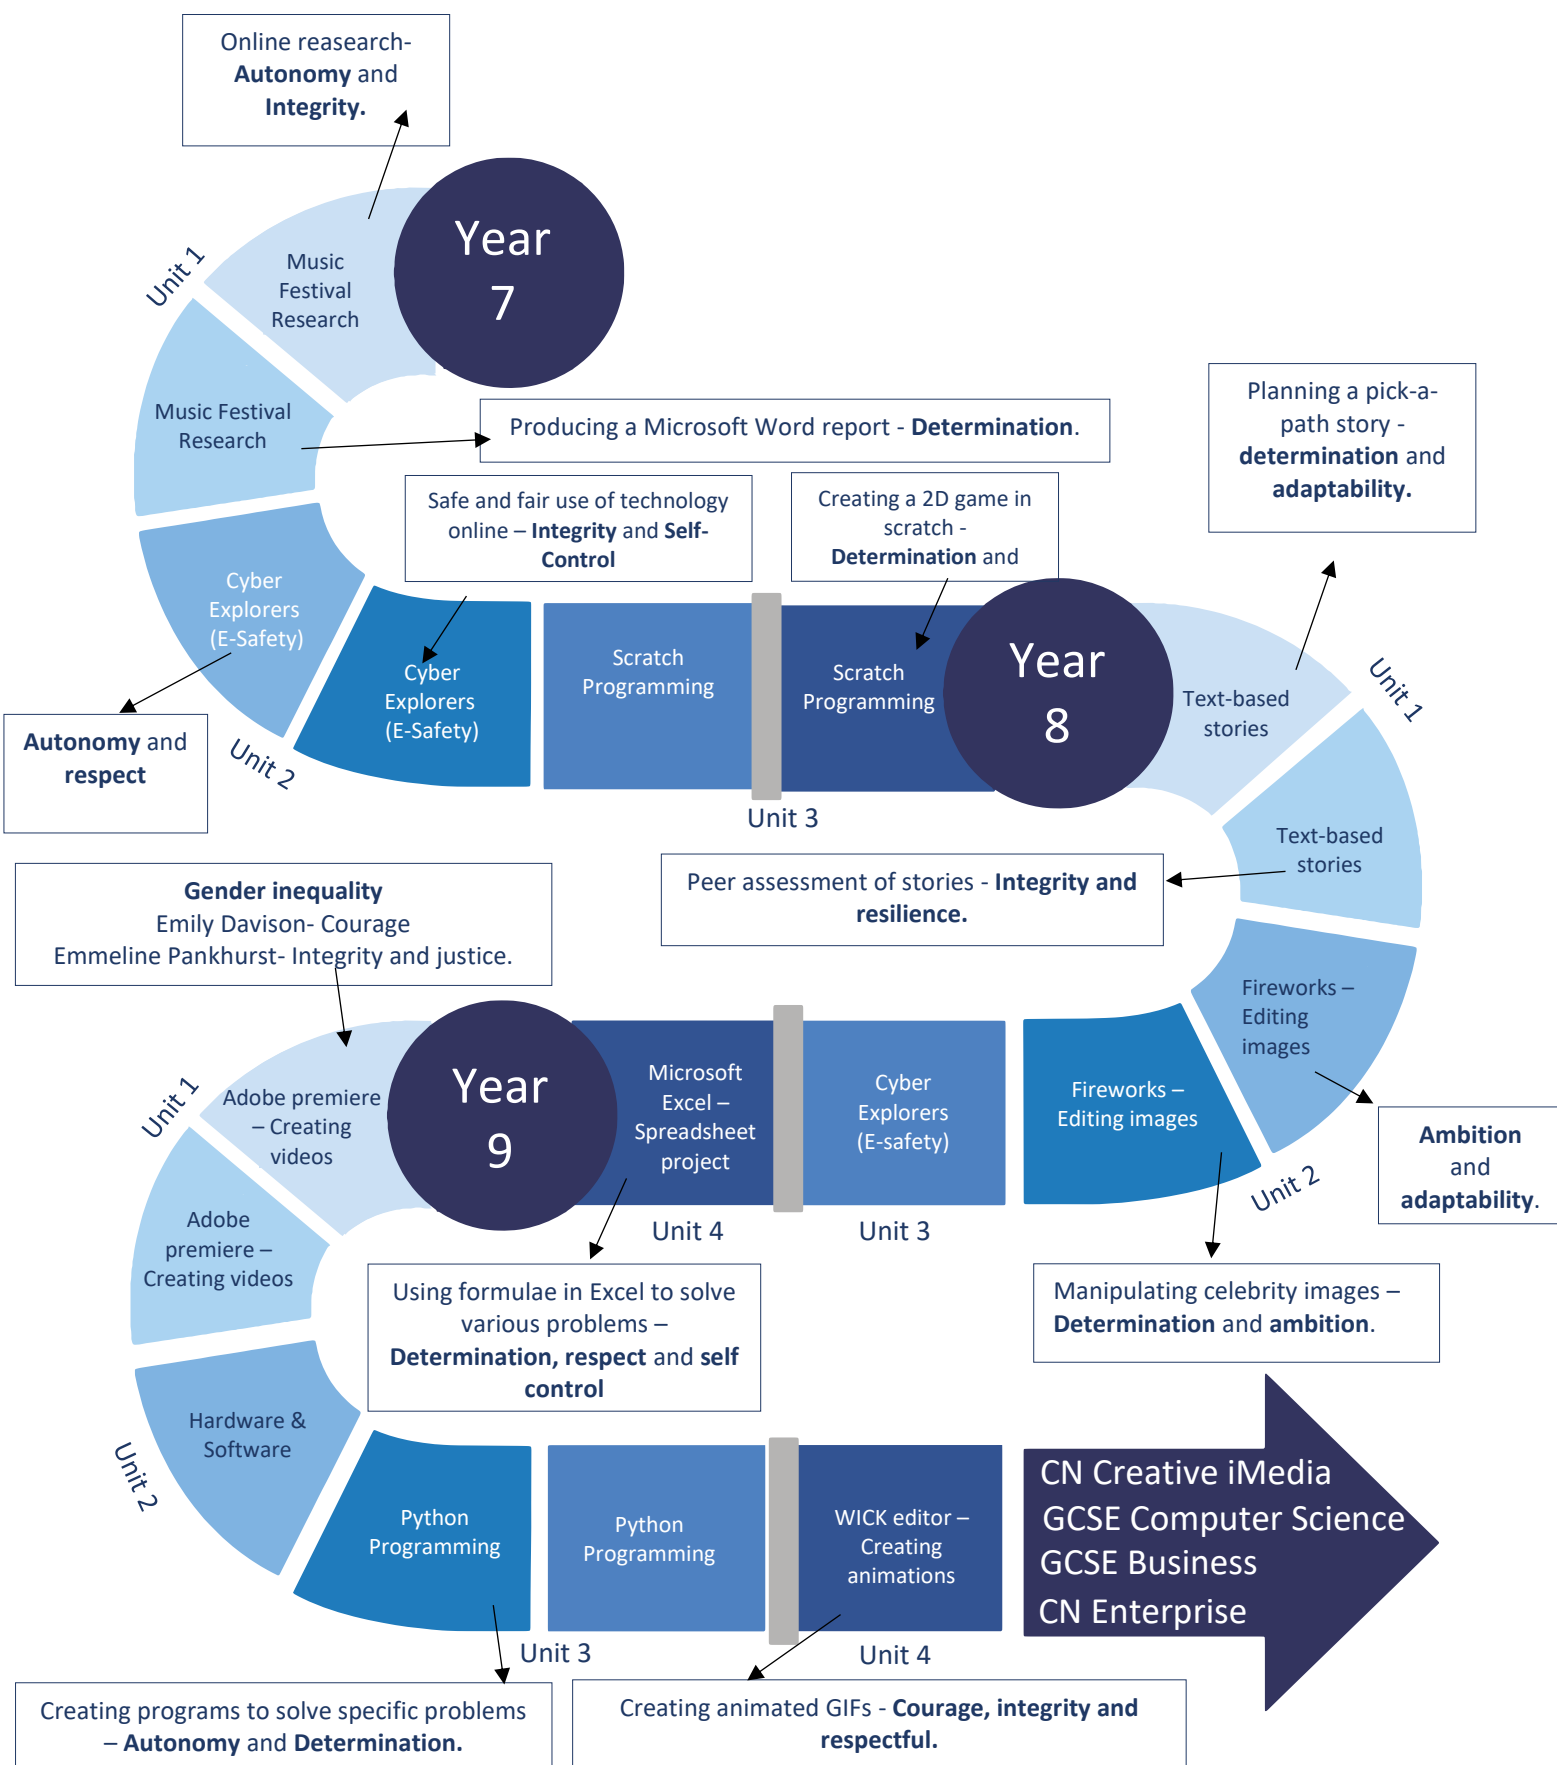 Online reasearch-
Autonomy and
Integrity.
Year
7
Unit 1
Music
Festival
Research
Music Festival
Research
Producing a Microsoft Word report - Determination.
Planning a pick-a-
path story -
determination and
adaptability.
Safe and fair use of technology
online – Integrity and Self-
Control
Creating a 2D game in
scratch -
Determination and
Cyber
Explorers
(E-Safety)
Cyber
Explorers
(E-Safety)
Scratch
Programming
Scratch
Programming
Year
8
Text-based
stories
Unit 1
Autonomy and
respect
Unit 2
Unit 3
Text-based
stories
Gender inequality
Emily Davison- Courage
Emmeline Pankhurst- Integrity and justice.
Peer assessment of stories - Integrity and
resilience.
Fireworks –
Editing
images
Ambition
and
adaptability.
Unit 2
Fireworks –
Editing images
Cyber
Explorers
(E-safety)
Microsoft
Excel –
Spreadsheet
project
Year
9
Unit 4
Unit 3
Unit 1
Adobe premiere
– Creating
videos
Adobe
premiere –
Creating videos
Using formulae in Excel to solve
various problems –
Determination, respect and self
control
Manipulating celebrity images –
Determination and ambition.
Hardware &
Software
Unit 2
Python
Programming
Python
Programming
WICK editor –
Creating
animations
CN Creative iMedia
GCSE Computer Science
GCSE Business
CN Enterprise
Unit 3
Unit 4
Creating programs to solve specific problems
– Autonomy and Determination.
Creating animated GIFs - Courage, integrity and
respectful.